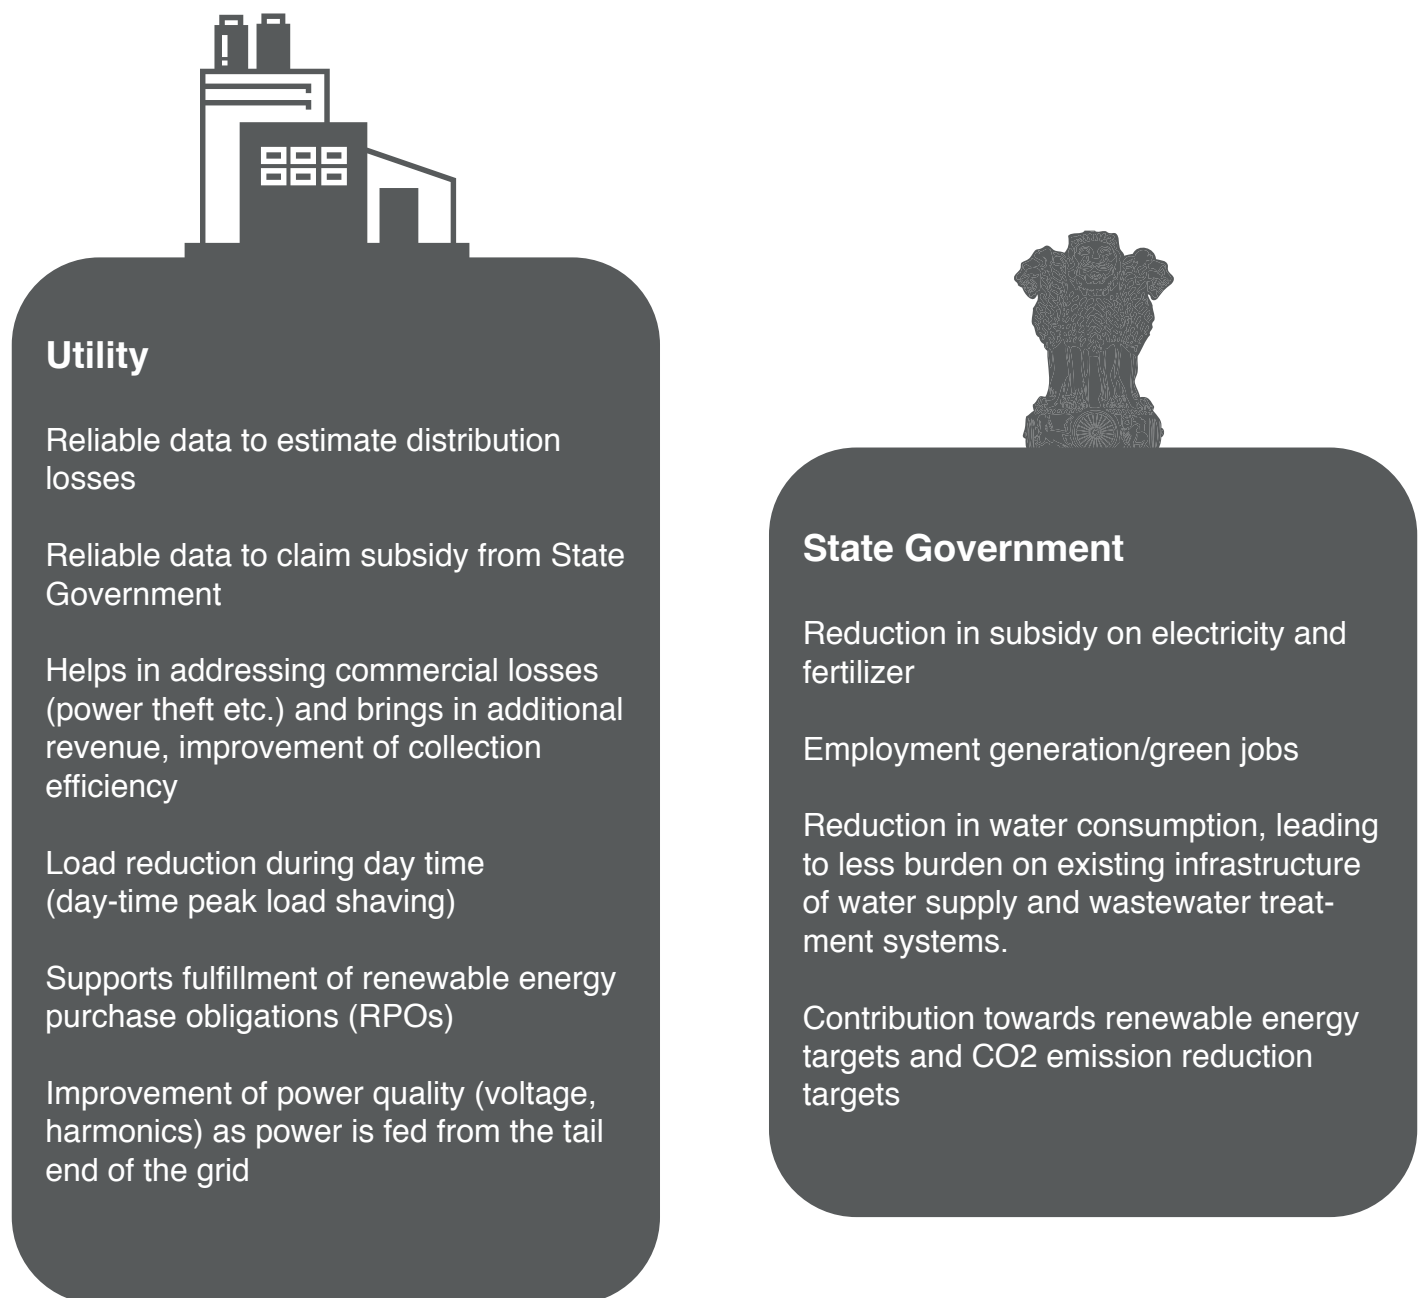 Utility
Reliable data to estimate distribution
losses
Reliable data to claim subsidy from State
Government
Helps in addressing commercial losses
(power theft etc.) and brings in additional
revenue, improvement of collection
efficiency
Load reduction during day time
(day-time peak load shaving)
Supports fulfillment of renewable energy
purchase obligations (RPOs)
Improvement of power quality (voltage,
harmonics) as power is fed from the tail
end of the grid
State Government
Reduction in subsidy on electricity and
fertilizer
Employment generation/green jobs
Reduction in water consumption, leading
to less burden on existing infrastructure
of water supply and wastewater treat-
ment systems.
Contribution towards renewable energy
targets and CO2 emission reduction
targets